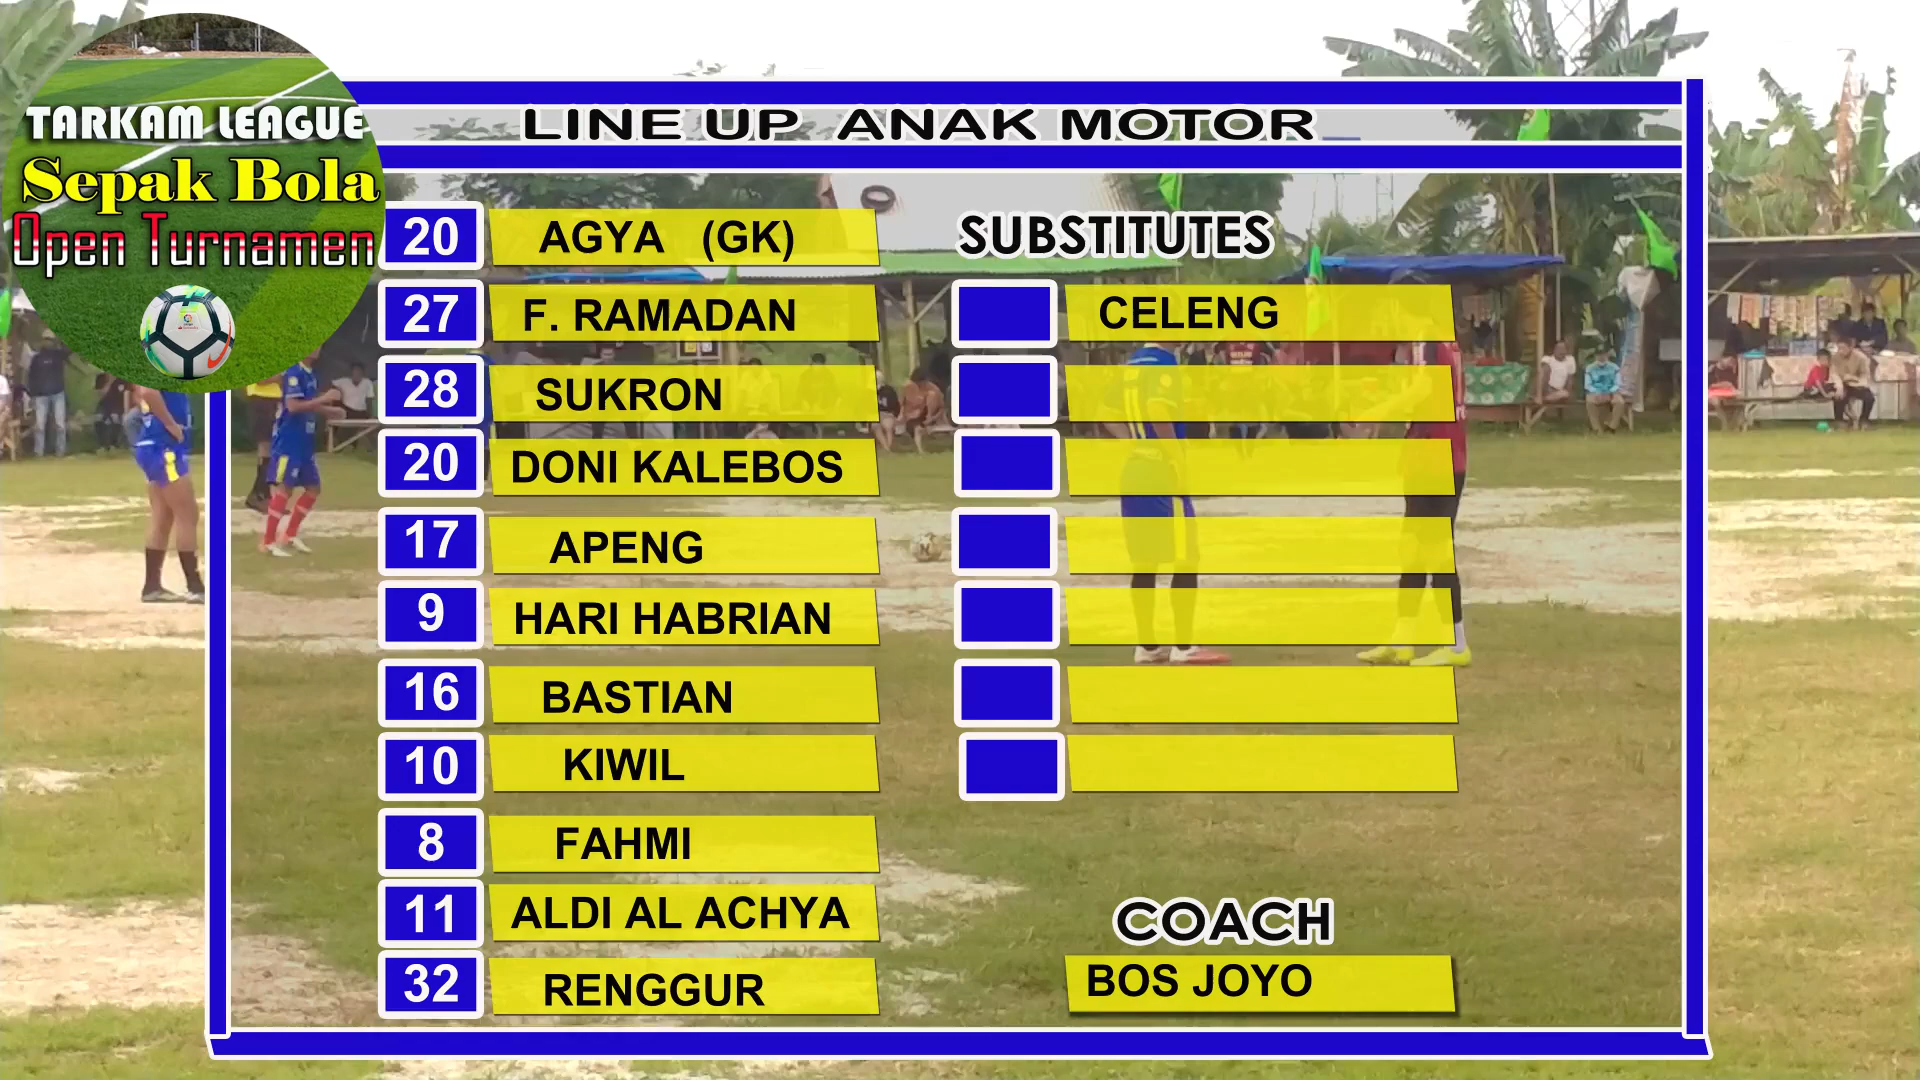 TARKAM LEAGUE
Sepak Bola
Open Turnamen
LINE UP ANAK MOTOR
20 AGYA (GK)
27 F. RAMADAN
28 SUKRON
20 DONI KALEBOS
17 APENG
9 HARI HABRIAN
16 BASTIAN
10 KIWIL
8 FAHMI
11 ALDI AL ACHYA
32 RENGGUR
SUBSTITUTES
CELENG
COACH
BOS JOYO